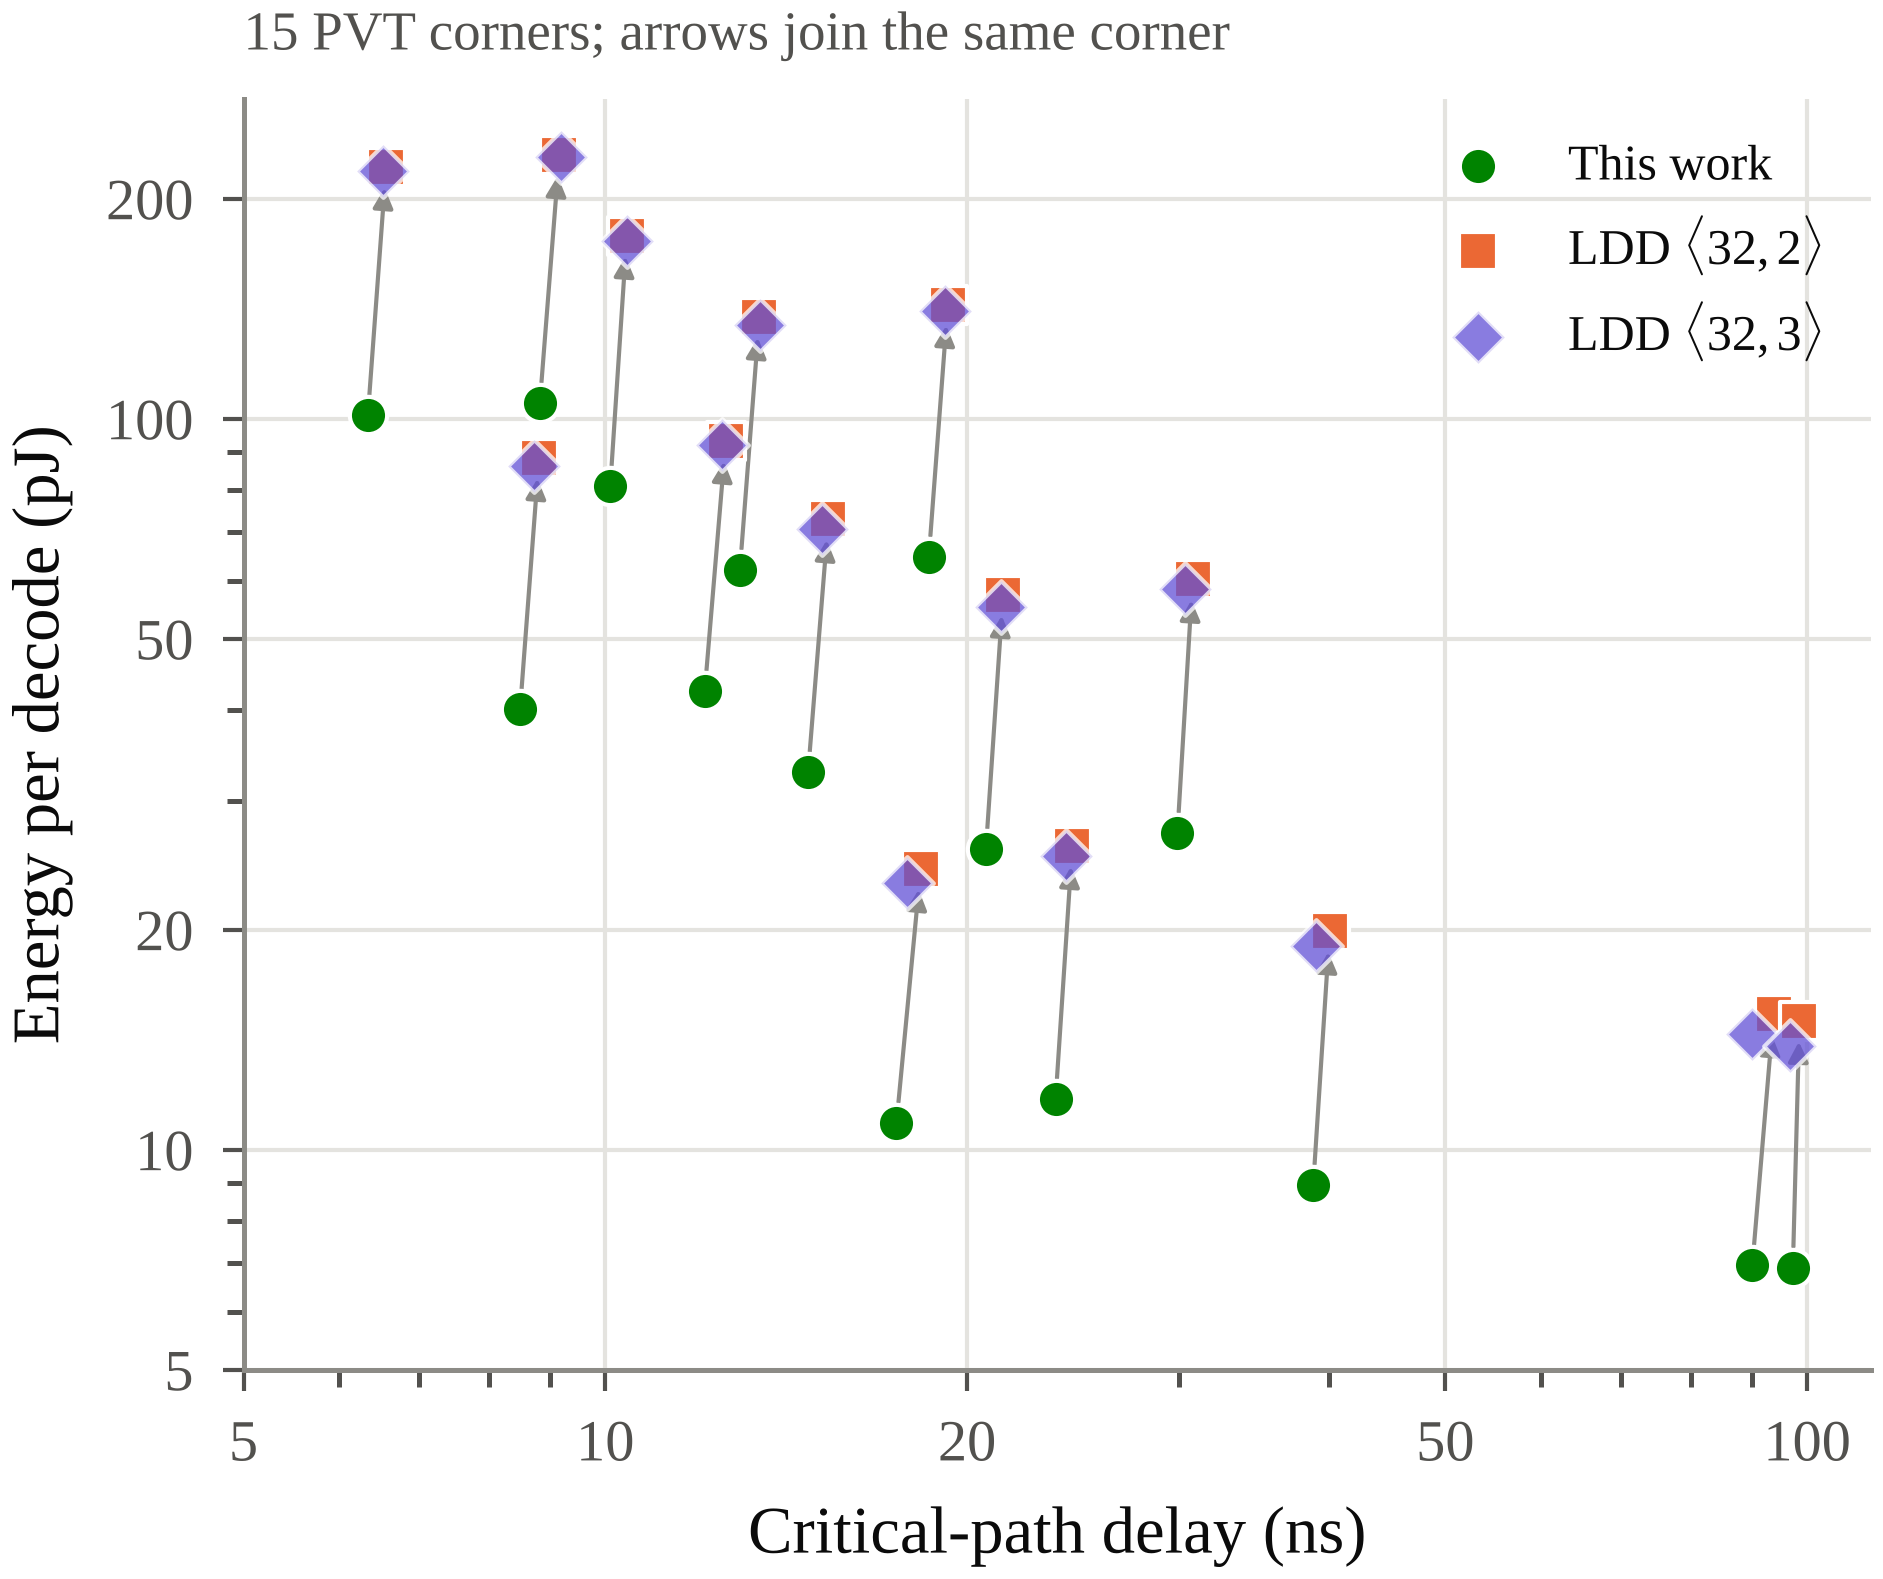 15 PVT corners; arrows join the same corner
This work
LDD ⟨32, 2⟩
LDD ⟨32, 3⟩
Energy per decode (pJ)
200
100
50
20
10
5
5
10
20
50
100
Critical-path delay (ns)